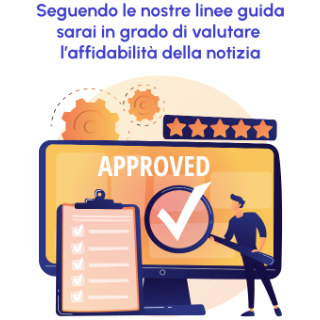 Seguendo le nostre linee guida
sarai in grado di valutare
l'affidabilità della notizia
APPROVED